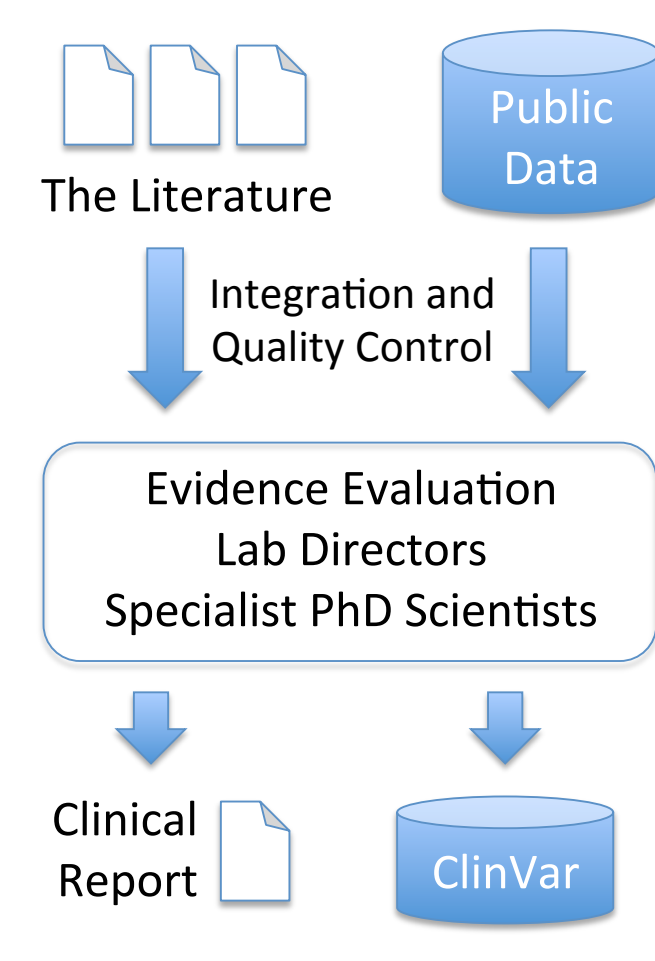 The Literature
Public
Data
Integration and
Quality Control
Evidence Evaluation
Lab Directors
Specialist PhD Scientists
Clinical
Report
ClinVar